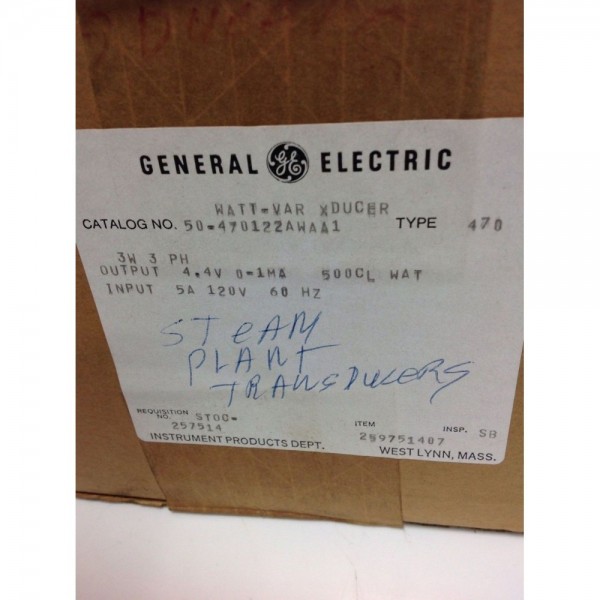 GENERAL GE ELECTRIC
WATT-VAR XDUCER
CATALOG NO. 50-470122AWAA1 TYPE 470
3W 3 PH
OUTPUT 4.4V 0-1MA 500CL WAT
INPUT 5A 120V 60 HZ
STEAM
PLANT
TRANSDUCERS
REQUISITION NO. STOC-
257514
ITEM 259751407
INSP. SB
INSTRUMENT PRODUCTS DEPT. WEST LYNN, MASS.